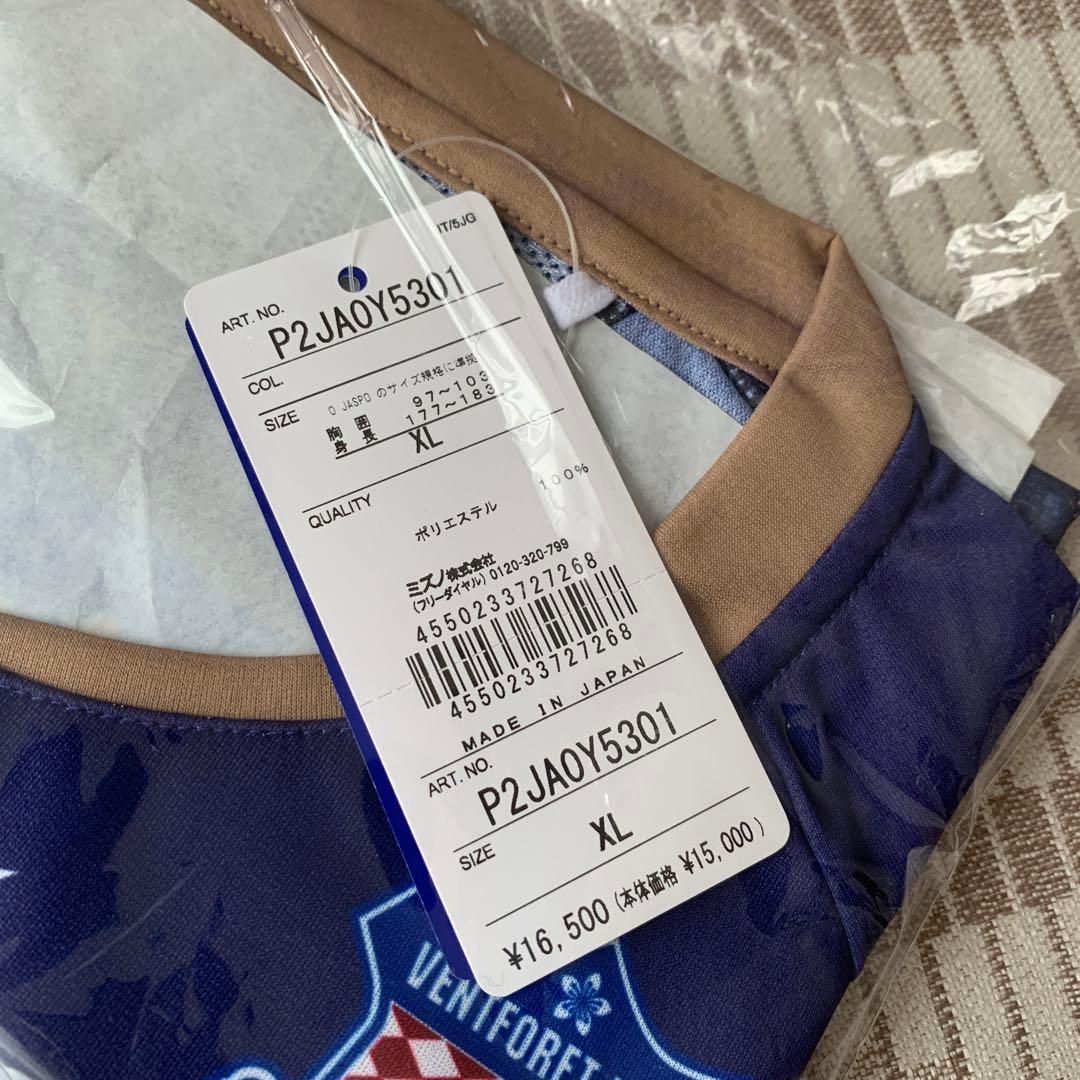 IT/5JG
ART. NO.
P2JA0Y5301
COL.
SIZE
O JASPO のサイズ規格に準拠
胸 囲 97~103
身 長 177~183
XL
QUALITY
ポリエステル 100%
ミズノ株式会社
(フリーダイヤル) 0120-320-799
4550233727268
4550233727268
MADE IN JAPAN
ART. NO.
P2JA0Y5301
SIZE XL
¥16,500 (本体価格 ¥15,000)
VENTFORET